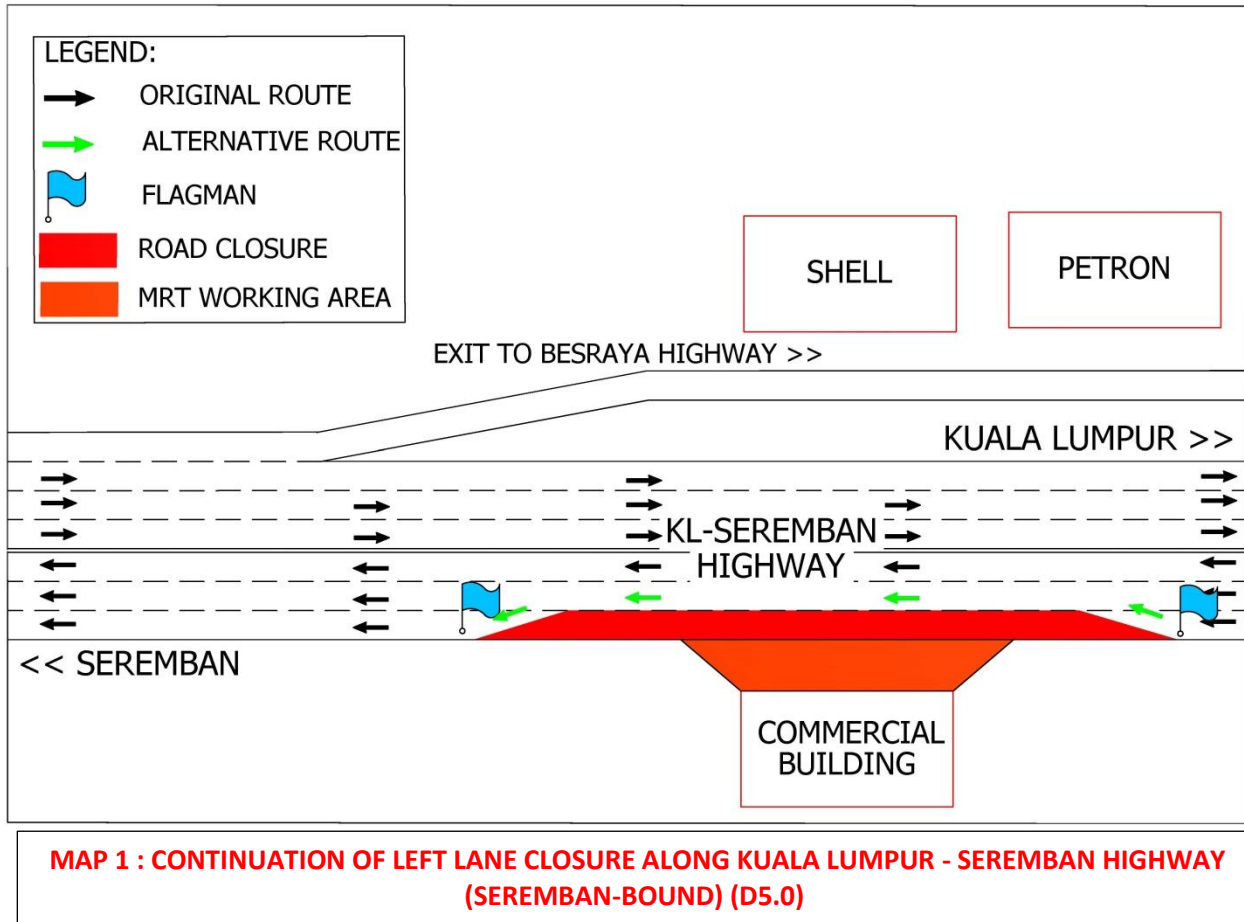 LEGEND:
ORIGINAL ROUTE
ALTERNATIVE ROUTE
FLAGMAN
ROAD CLOSURE
MRT WORKING AREA
SHELL
PETRON
EXIT TO BESRAYA HIGHWAY >>
KUALA LUMPUR >>
KL-SEREMBAN
HIGHWAY
<< SEREMBAN
COMMERCIAL
BUILDING
MAP 1 : CONTINUATION OF LEFT LANE CLOSURE ALONG KUALA LUMPUR - SEREMBAN HIGHWAY
(SEREMBAN-BOUND) (D5.0)